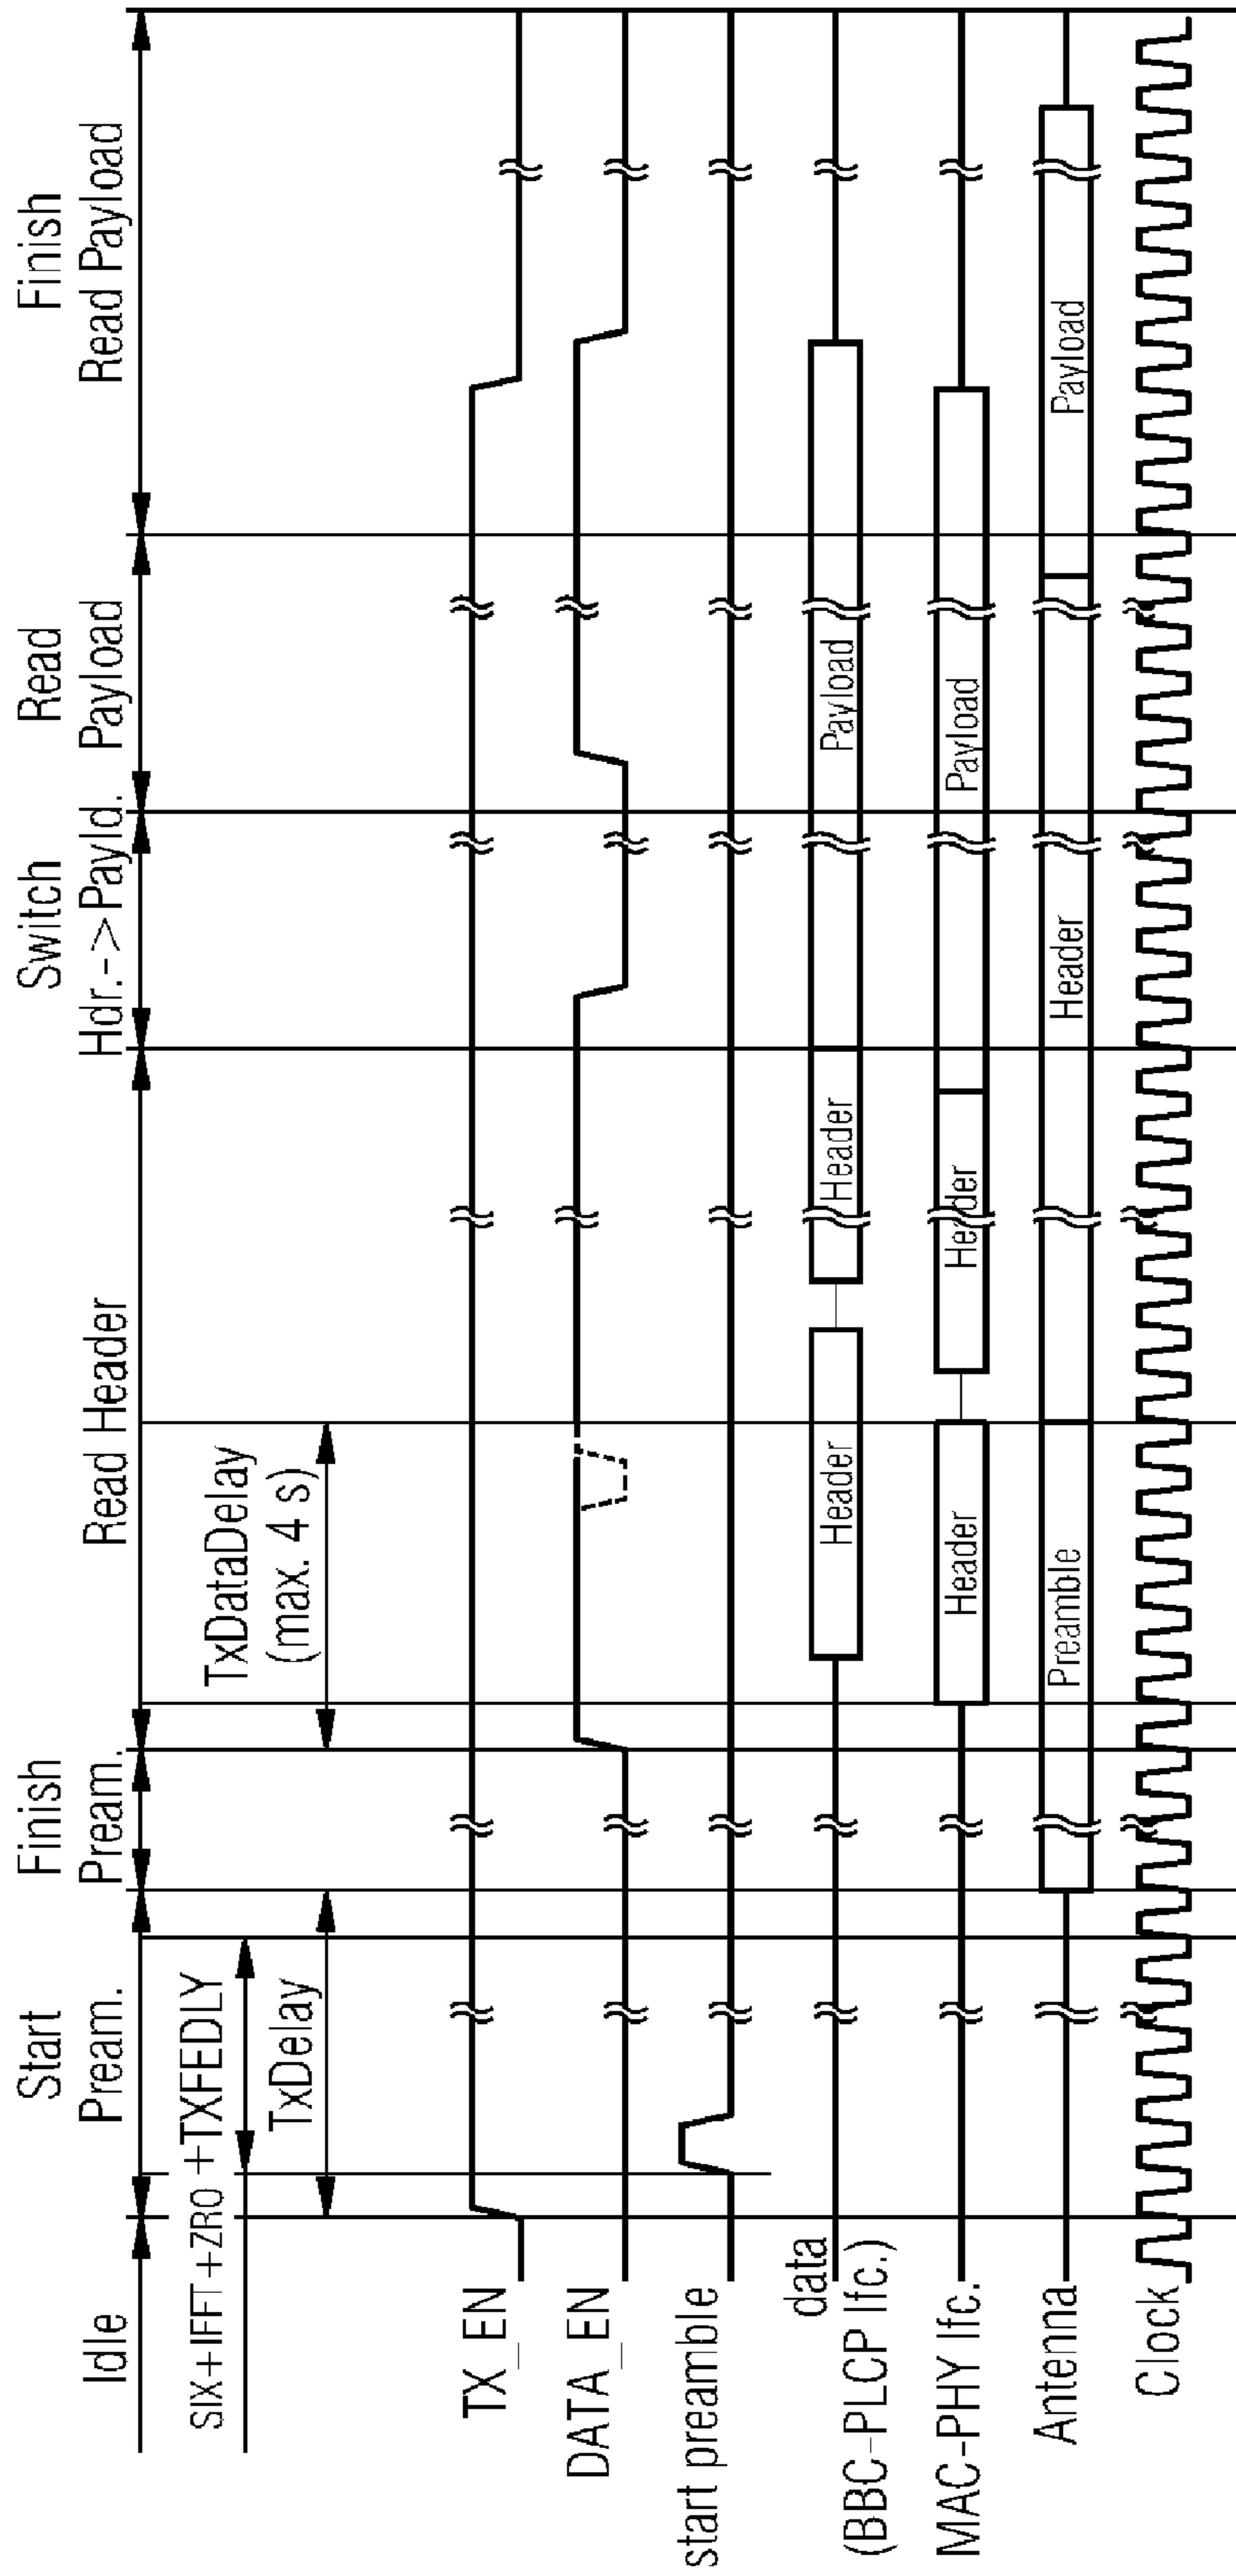 Idle
Start
Pream.
Finish
Pream.
Read Header
Switch
Hdr.->Payld.
Read
Payload
Finish
Read Payload
SIX+IFFT+ZRO+TXFEDLY
TxDelay
TxDataDelay
(max. 4 s)
TX_EN
DATA_EN
start preamble
data
(BBC-PLCP Ifc.)
Header
Header
Payload
MAC-PHY Ifc.
Header
Header
Payload
Antenna
Preamble
Header
Payload
Clock